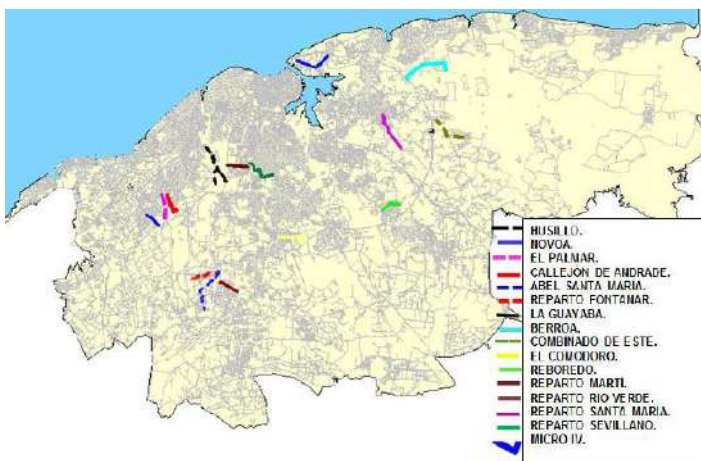 HUSILLO.
NOVOA.
EL PALMAR.
CALLEJON DE ANDRADE.
ABEL SANTA MARIA.
REPARTO FONTANAR.
LA GUAYABA.
BERROA.
COMBINADO DE ESTE.
EL COMODORO.
REBOREDO.
REPARTO MARTÍ.
REPARTO RIO VERDE.
REPARTO SANTA MARIA.
REPARTO SEVILLANO.
MICRO IV.